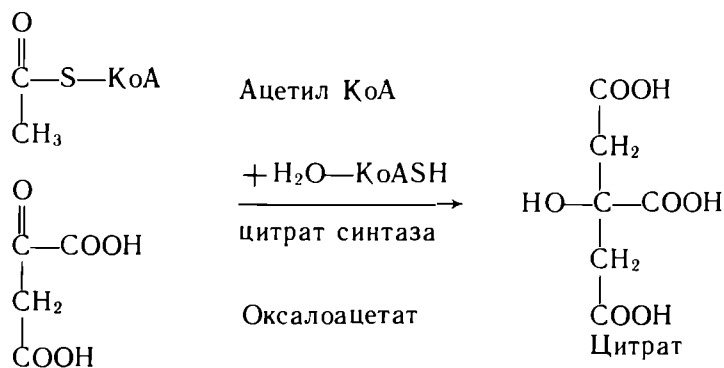 O
||
C—S—KoA
|
CH₃
Ацетил KoA
+H₂O—KoASH
цитрат синтаза
O
||
C—COOH
|
CH₂
|
COOH
Оксалоацетат
COOH
|
CH₂
|
HO—C—COOH
|
CH₂
|
COOH
Цитрат